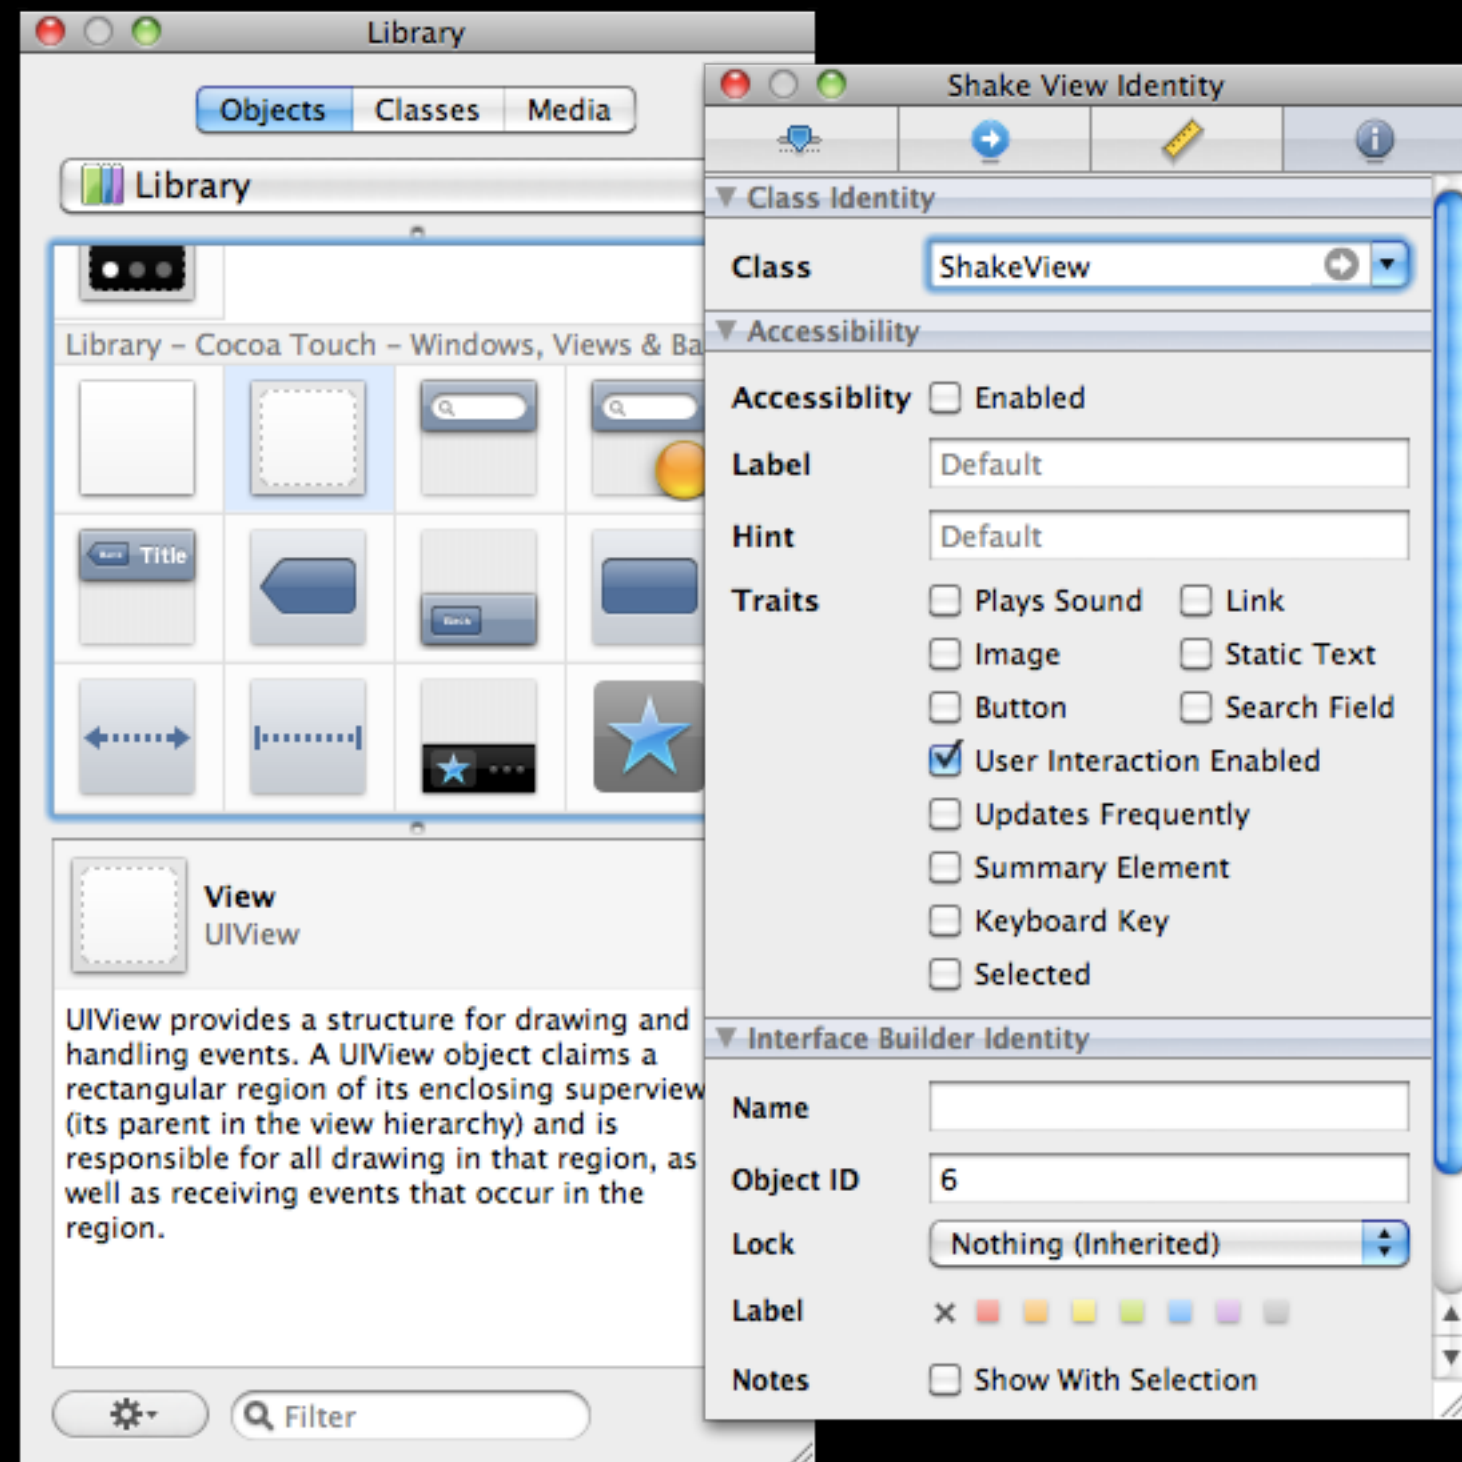 Library
Objects Classes Media
Library
Library – Cocoa Touch – Windows, Views & Ba
Title
View
UIView
UIView provides a structure for drawing and
handling events. A UIView object claims a
rectangular region of its enclosing superview
(its parent in the view hierarchy) and is
responsible for all drawing in that region, as
well as receiving events that occur in the
region.
Filter
Shake View Identity
Class Identity
Class ShakeView
Accessibility
Accessiblity Enabled
Label Default
Hint Default
Traits Plays Sound Link
Image Static Text
Button Search Field
User Interaction Enabled
Updates Frequently
Summary Element
Keyboard Key
Selected
Interface Builder Identity
Name
Object ID 6
Lock Nothing (Inherited)
Label
Notes Show With Selection